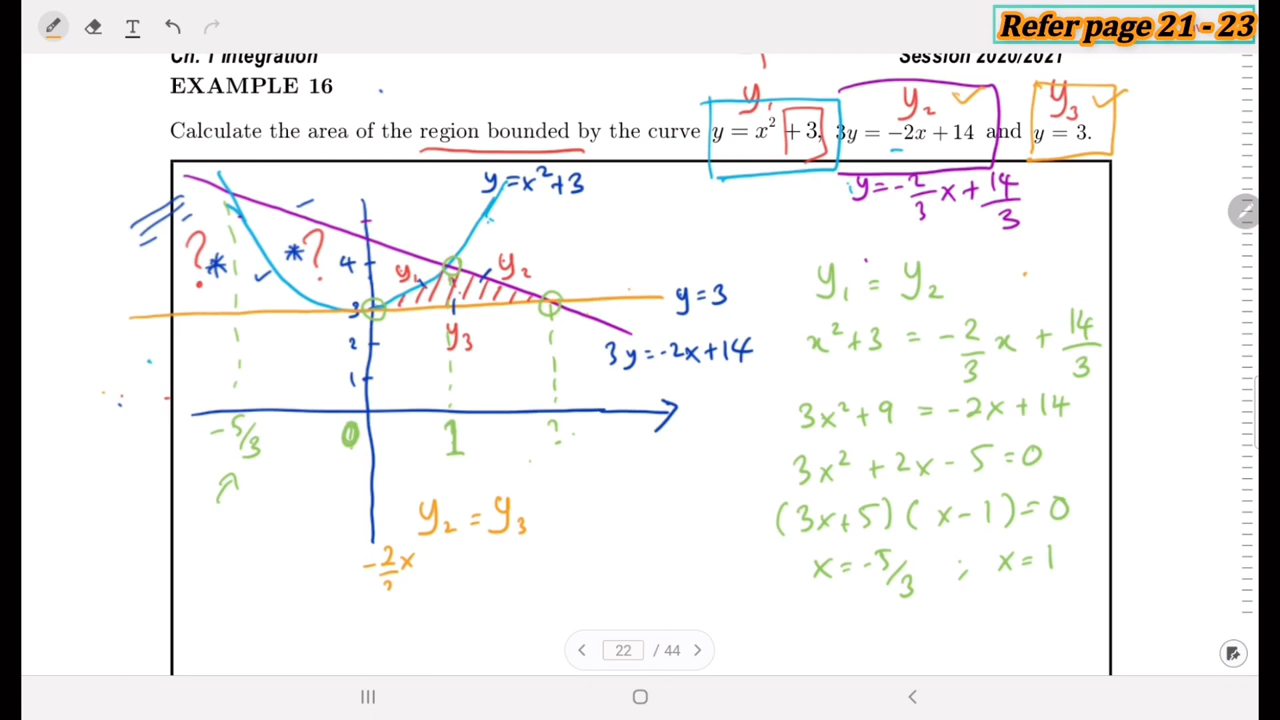 T
Refer page 21 - 23
Ch. 1 Integration
Session 2020/2021
EXAMPLE 16
y₁
y₂ ✓
y₃ ✓
Calculate the area of the region bounded by the curve y = x² + 3, 3y = −2x + 14 and y = 3.
y = x² + 3
y = -2/3 x + 14/3
? *
* ?
✓
4
y₁
y₂
y₁ = y₂
3
y = 3
2
y₃
3y = -2x + 14
x² + 3 = -2/3 x + 14/3
1
-5/3
0
1
?
3x² + 9 = -2x + 14
3x² + 2x - 5 = 0
y₂ = y₃
(3x + 5)(x - 1) = 0
-2/3 x
x = -5/3 ; x = 1
22 / 44